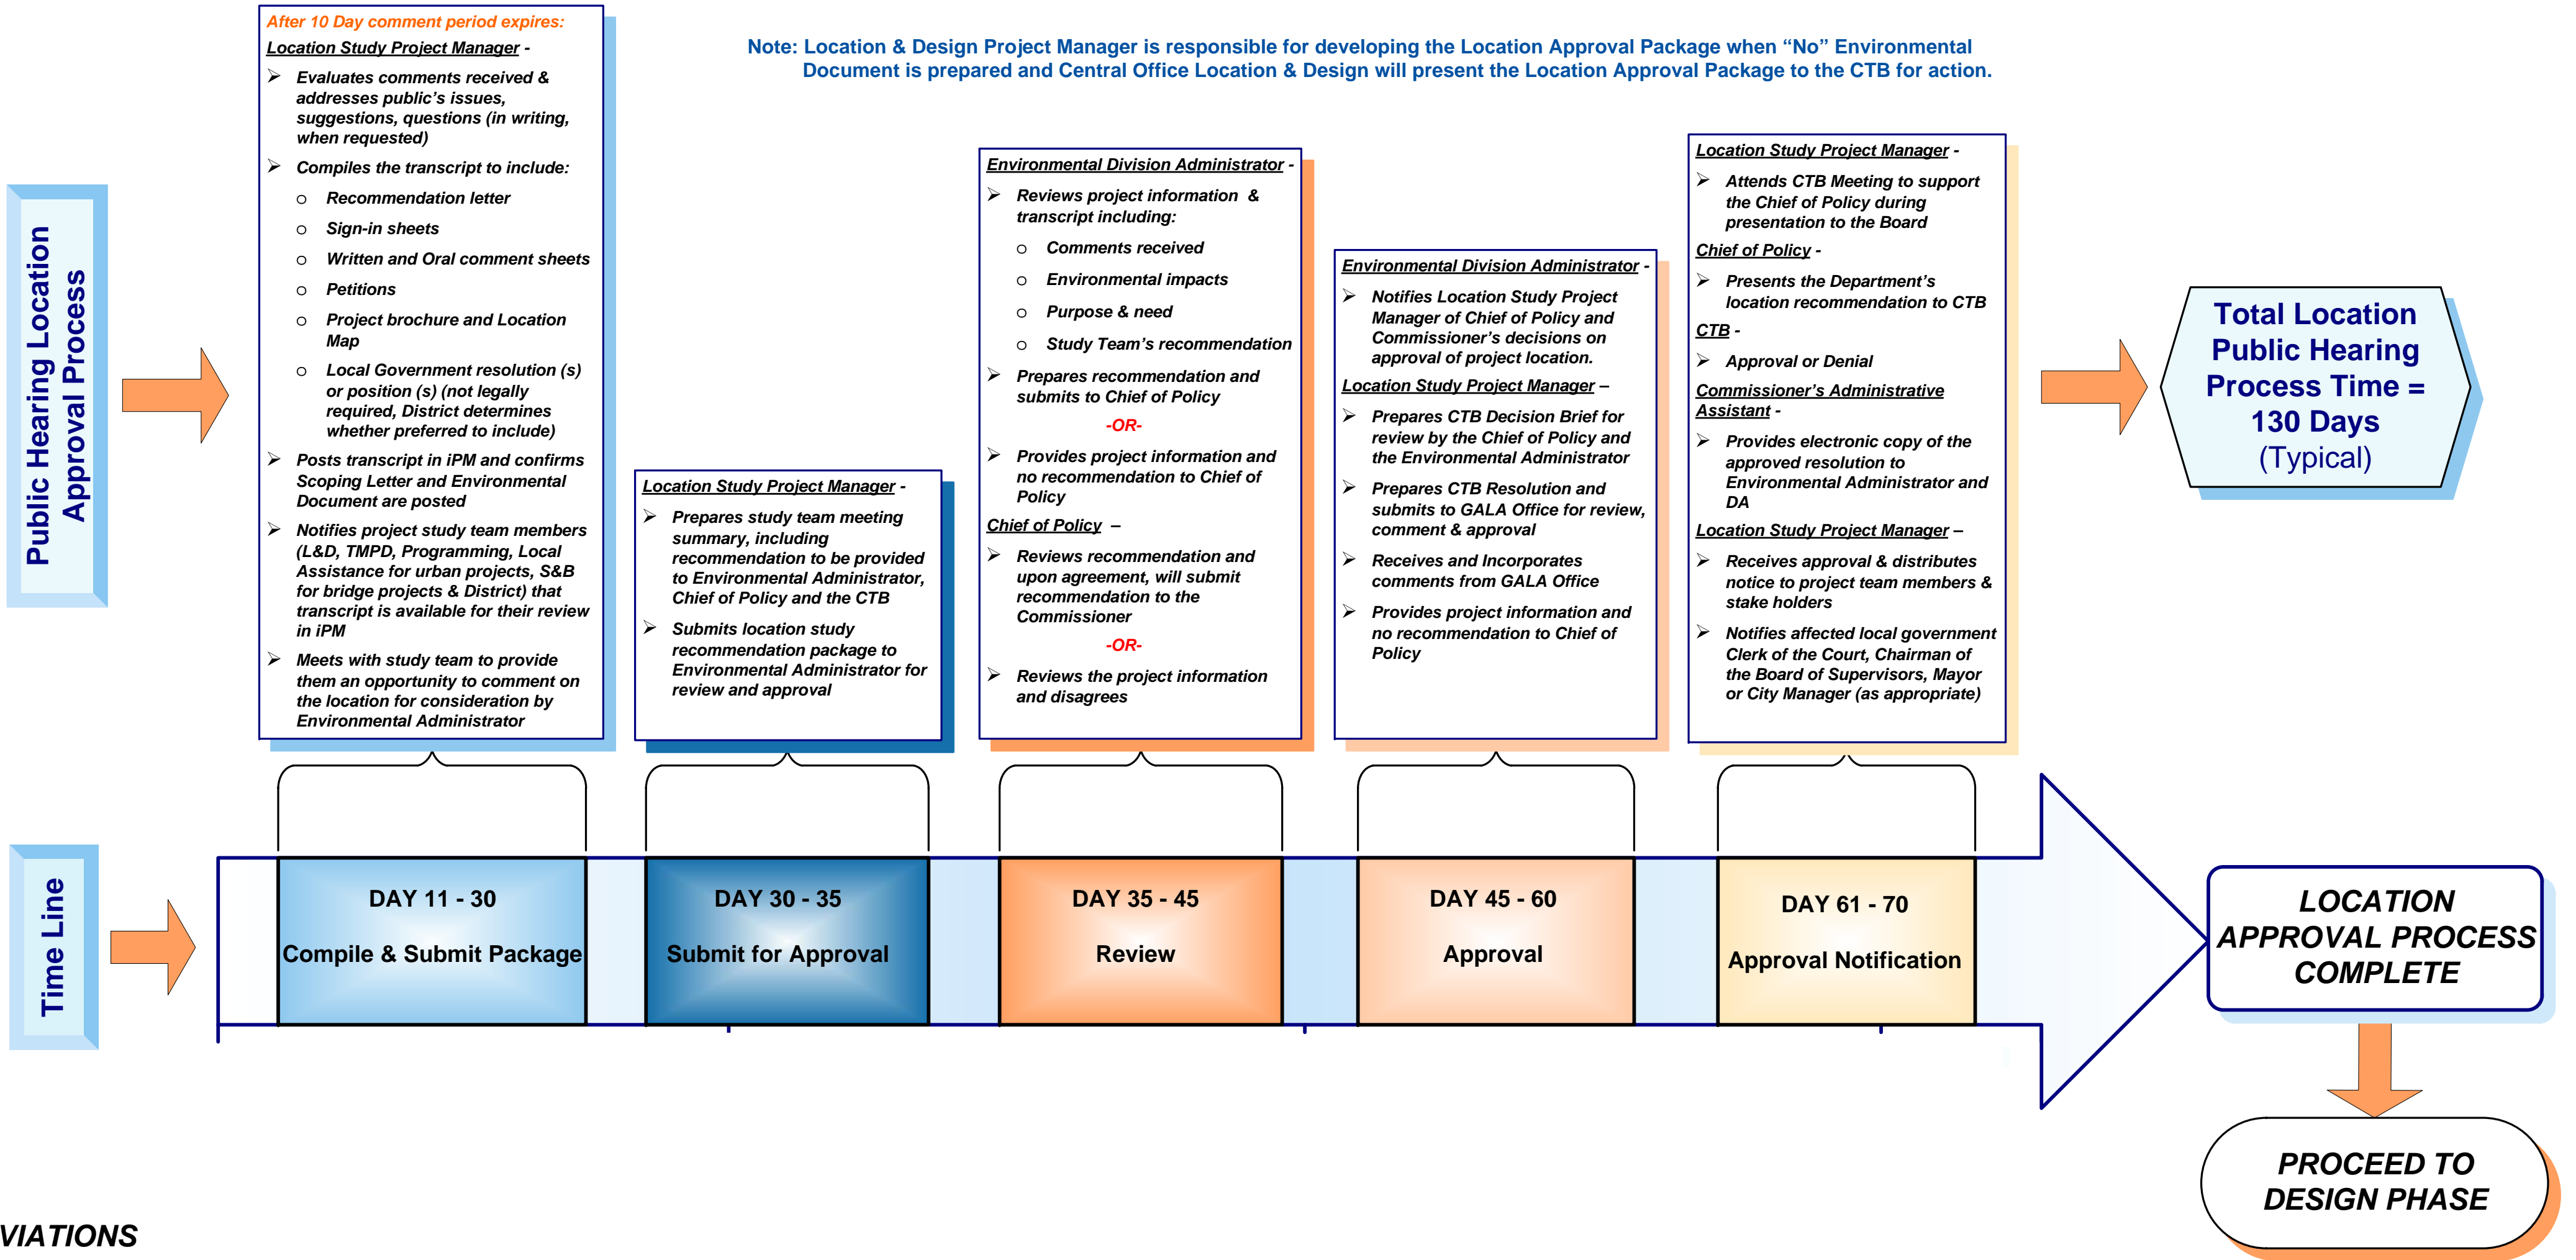 After 10 Day comment period expires:
Location Study Project Manager -
➢ Evaluates comments received &
addresses public's issues,
suggestions, questions (in writing,
when requested)
➢ Compiles the transcript to include:
o Recommendation letter
o Sign-in sheets
o Written and Oral comment sheets
o Petitions
o Project brochure and Location
Map
o Local Government resolution (s)
or position (s) (not legally
required, District determines
whether preferred to include)
➢ Posts transcript in iPM and confirms
Scoping Letter and Environmental
Document are posted
➢ Notifies project study team members
(L&D, TMPD, Programming, Local
Assistance for urban projects, S&B
for bridge projects & District) that
transcript is available for their review
in iPM
➢ Meets with study team to provide
them an opportunity to comment on
the location for consideration by
Environmental Administrator
Note: Location & Design Project Manager is responsible for developing the Location Approval Package when “No” Environmental
Document is prepared and Central Office Location & Design will present the Location Approval Package to the CTB for action.
Public Hearing Location
Approval Process
Location Study Project Manager -
➢ Prepares study team meeting
summary, including
recommendation to be provided
to Environmental Administrator,
Chief of Policy and the CTB
➢ Submits location study
recommendation package to
Environmental Administrator for
review and approval
Environmental Division Administrator -
➢ Reviews project information &
transcript including:
o Comments received
o Environmental impacts
o Purpose & need
o Study Team's recommendation
➢ Prepares recommendation and
submits to Chief of Policy
-OR-
➢ Provides project information and
no recommendation to Chief of
Policy
Chief of Policy –
➢ Reviews recommendation and
upon agreement, will submit
recommendation to the
Commissioner
-OR-
➢ Reviews the project information
and disagrees
Environmental Division Administrator -
➢ Notifies Location Study Project
Manager of Chief of Policy and
Commissioner's decisions on
approval of project location.
Location Study Project Manager –
➢ Prepares CTB Decision Brief for
review by the Chief of Policy and
the Environmental Administrator
➢ Prepares CTB Resolution and
submits to GALA Office for review,
comment & approval
➢ Receives and Incorporates
comments from GALA Office
➢ Provides project information and
no recommendation to Chief of
Policy
Location Study Project Manager -
➢ Attends CTB Meeting to support
the Chief of Policy during
presentation to the Board
Chief of Policy -
➢ Presents the Department's
location recommendation to CTB
CTB -
➢ Approval or Denial
Commissioner's Administrative
Assistant -
➢ Provides electronic copy of the
approved resolution to
Environmental Administrator and
DA
Location Study Project Manager –
➢ Receives approval & distributes
notice to project team members &
stake holders
➢ Notifies affected local government
Clerk of the Court, Chairman of
the Board of Supervisors, Mayor
or City Manager (as appropriate)
Total Location
Public Hearing
Process Time =
130 Days
(Typical)
Time Line
DAY 11 - 30
Compile & Submit Package
DAY 30 - 35
Submit for Approval
DAY 35 - 45
Review
DAY 45 - 60
Approval
DAY 61 - 70
Approval Notification
LOCATION
APPROVAL PROCESS
COMPLETE
PROCEED TO
DESIGN PHASE
VIATIONS